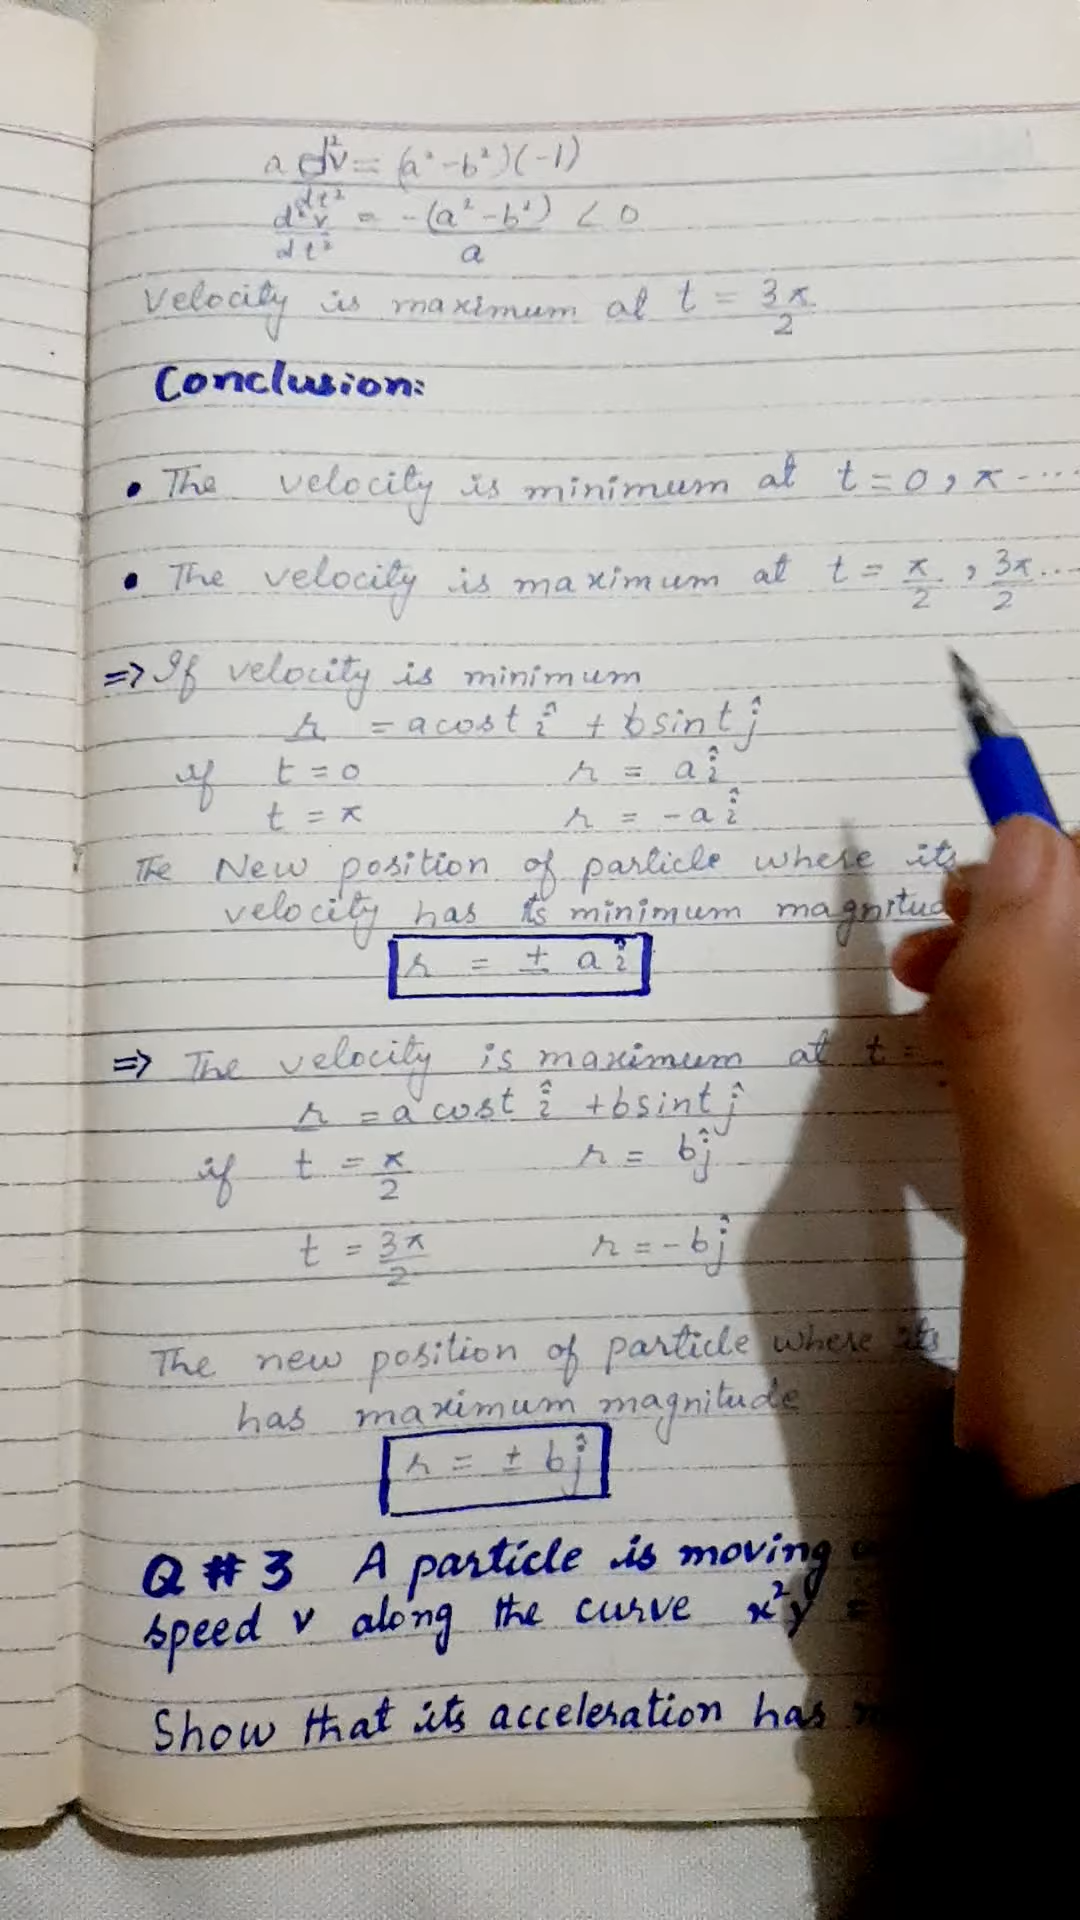 a d²v/dt² = (a² - b²)(-1)
d²v/dt² = -(a² - b²)/a < 0
Velocity is maximum at t = 3π/2
Conclusion:
• The velocity is minimum at t = 0, π ....
• The velocity is maximum at t = π/2, 3π/2 ...
=> If velocity is minimum
r = a cost î + b sint ĵ
if t = 0 r = a î
t = π r = -a î
The New position of particle where its
velocity has its minimum
r = ± a î
=> The velocity is maximum at t =
r = a cost î + b sint ĵ
if t = π/2 r = bĵ
t = 3π/2 r = -bĵ
The new position of particle where its
has maximum magnitude
r = ± bĵ
Q # 3 A particle is moving
speed v along the curve x²y =
Show that its acceleration has